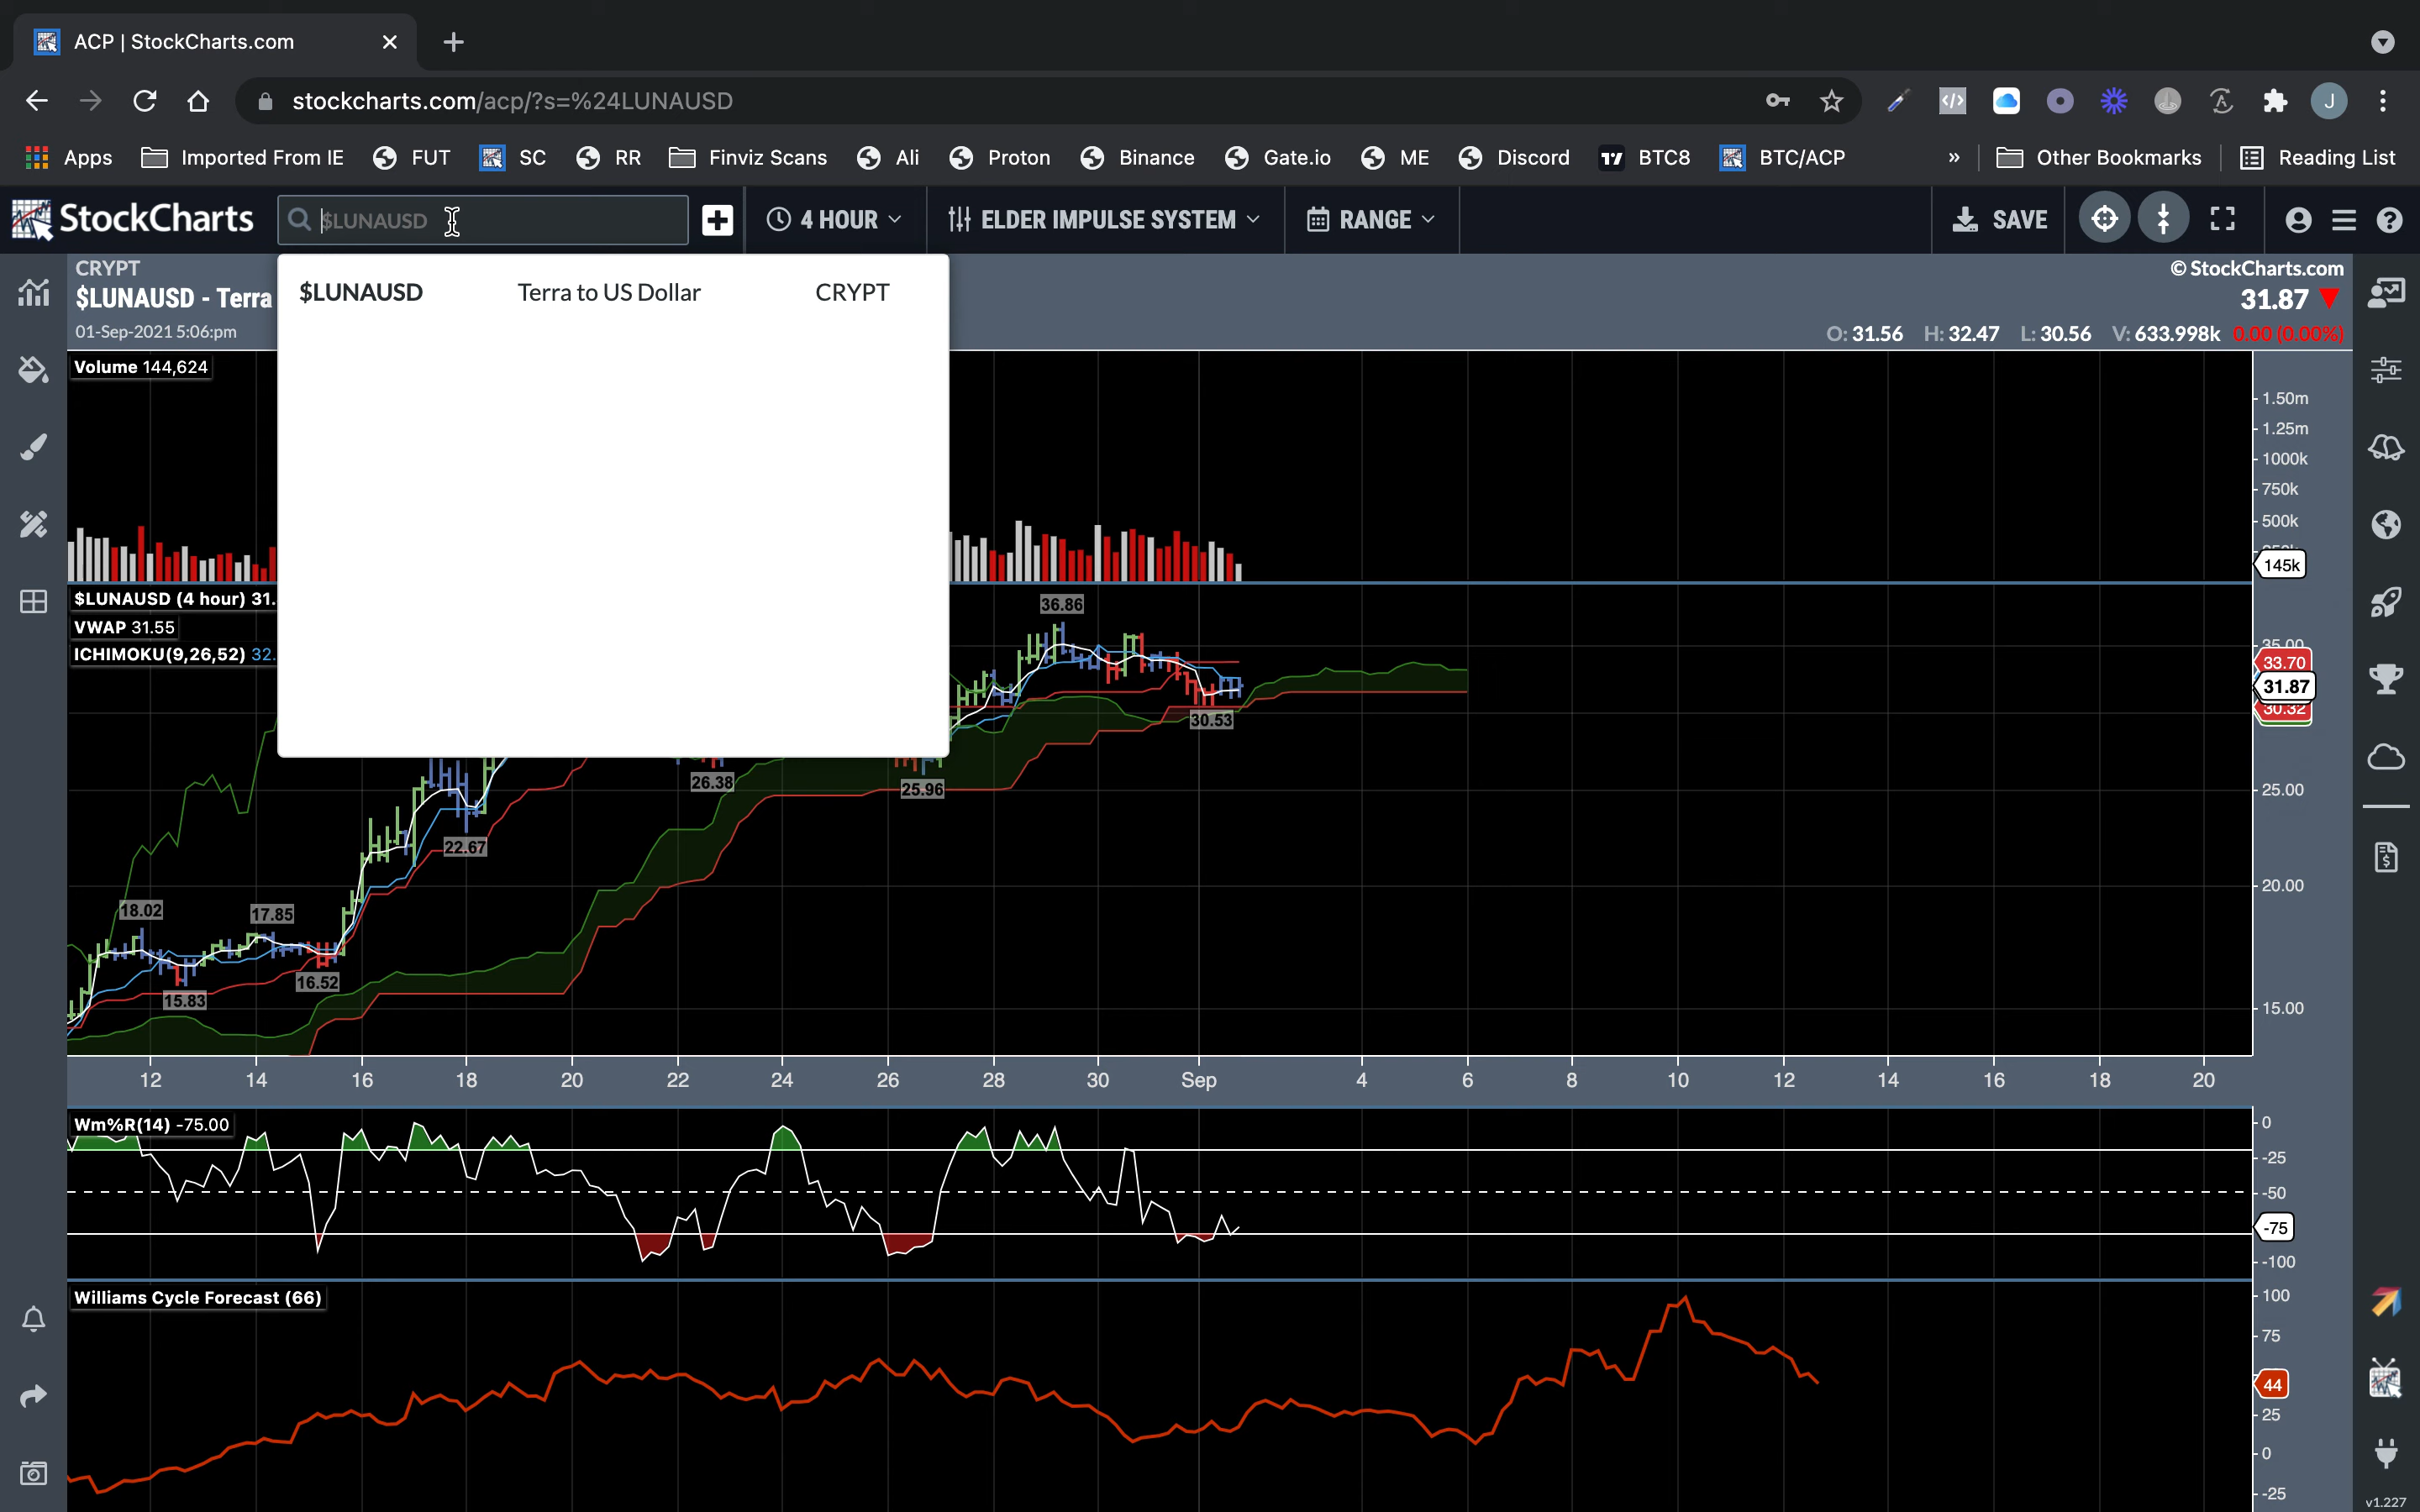 ACP | StockCharts.com
stockcharts.com/acp/?s=%24LUNAUSD
J
Apps Imported From IE FUT SC RR Finviz Scans Ali Proton Binance Gate.io ME Discord BTC8 BTC/ACP » Other Bookmarks Reading List
StockCharts $LUNAUSD 4 HOUR ELDER IMPULSE SYSTEM RANGE SAVE
CRYPT
© StockCharts.com
$LUNAUSD - Terra
$LUNAUSD Terra to US Dollar CRYPT
31.87
01-Sep-2021 5:06:pm
O: 31.56 H: 32.47 L: 30.56 V: 633.998k 0.00 (0.00%)
Volume 144,624
1.50m
1.25m
1000k
750k
500k
145k
$LUNAUSD (4 hour) 31.
VWAP 31.55
ICHIMOKU(9,26,52) 32.
36.86
35.00
33.70
31.87
30.32
30.53
26.38
25.96
25.00
22.67
20.00
18.02
17.85
16.52
15.83
15.00
12 14 16 18 20 22 24 26 28 30 Sep 4 6 8 10 12 14 16 18 20
Wm%R(14) -75.00
0
-25
-50
-75
-100
Williams Cycle Forecast (66)
100
75
44
25
0
-25
v1.227